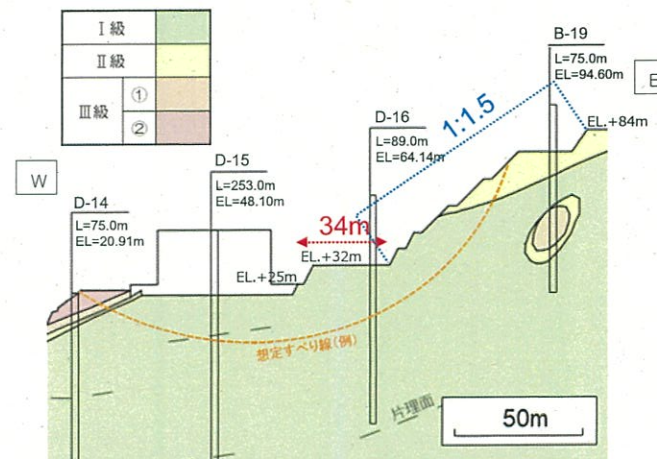 Ⅰ級
Ⅱ級
Ⅲ級
①
②
B-19
L=75.0m
EL=94.60m
E
D-16
L=89.0m
EL=64.14m
1:1.5
EL.+84m
W
D-15
L=253.0m
EL=48.10m
D-14
L=75.0m
EL=20.91m
34m
EL.+32m
EL.+25m
想定すべり線(例)
片理面
50m